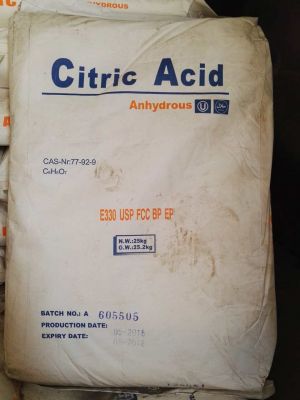 Citric Acid
Anhydrous U
CAS-Nr:77-92-9
C₆H₈O₇
E330 USP FCC BP EP
N.W.:25kg
G.W.:25.2kg
BATCH NO.: A 605505
PRODUCTION DATE:
EXPIRY DATE: